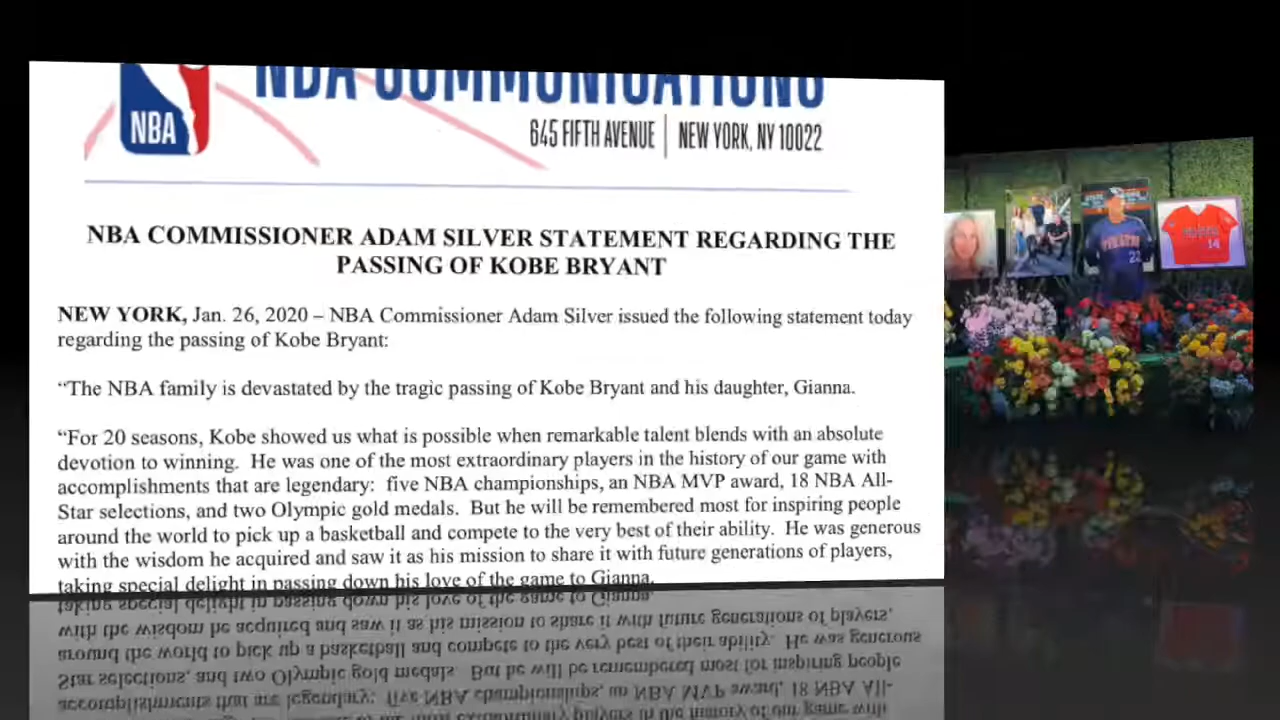 NBA COMMUNICATIONS
NBA
645 FIFTH AVENUE | NEW YORK, NY 10022
NBA COMMISSIONER ADAM SILVER STATEMENT REGARDING THE
PASSING OF KOBE BRYANT
NEW YORK, Jan. 26, 2020 – NBA Commissioner Adam Silver issued the following statement today
regarding the passing of Kobe Bryant:
“The NBA family is devastated by the tragic passing of Kobe Bryant and his daughter, Gianna.
“For 20 seasons, Kobe showed us what is possible when remarkable talent blends with an absolute
devotion to winning. He was one of the most extraordinary players in the history of our game with
accomplishments that are legendary: five NBA championships, an NBA MVP award, 18 NBA All-
Star selections, and two Olympic gold medals. But he will be remembered most for inspiring people
around the world to pick up a basketball and compete to the very best of their ability. He was generous
with the wisdom he acquired and saw it as his mission to share it with future generations of players,
taking special delight in passing down his love of the game to Gianna.
14